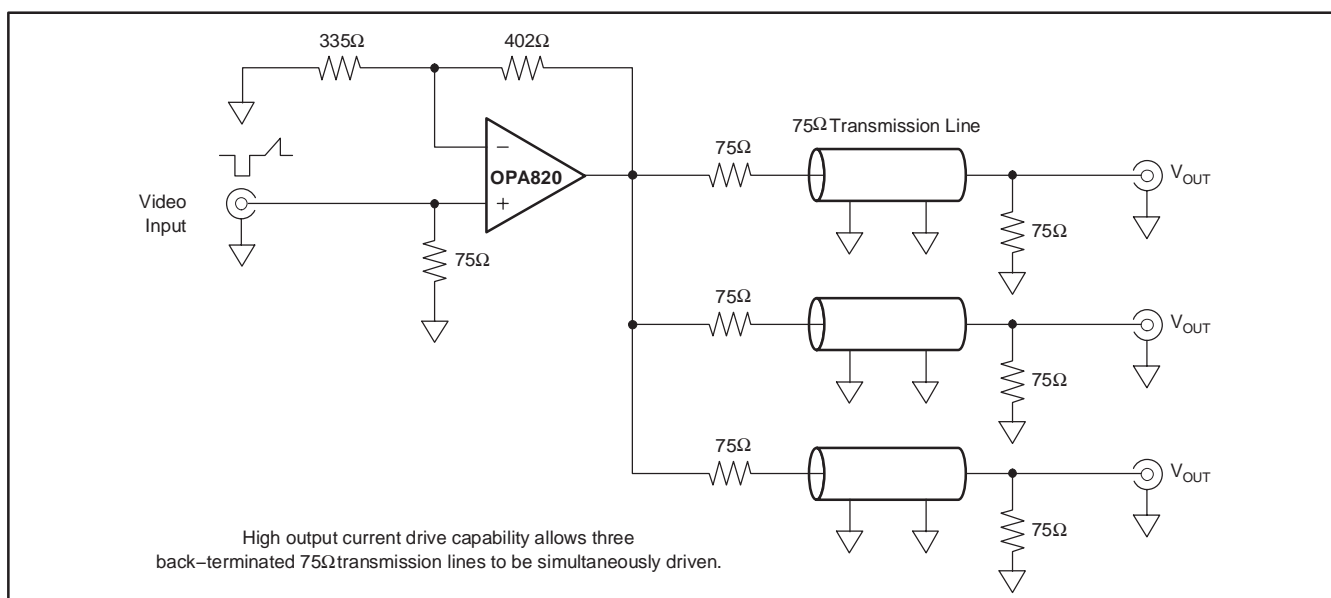 335Ω
402Ω
75Ω Transmission Line
75Ω
−
OPA820
+
Video
Input
75Ω
V_OUT
75Ω
75Ω
V_OUT
75Ω
75Ω
V_OUT
75Ω
High output current drive capability allows three
back−terminated 75Ω transmission lines to be simultaneously driven.